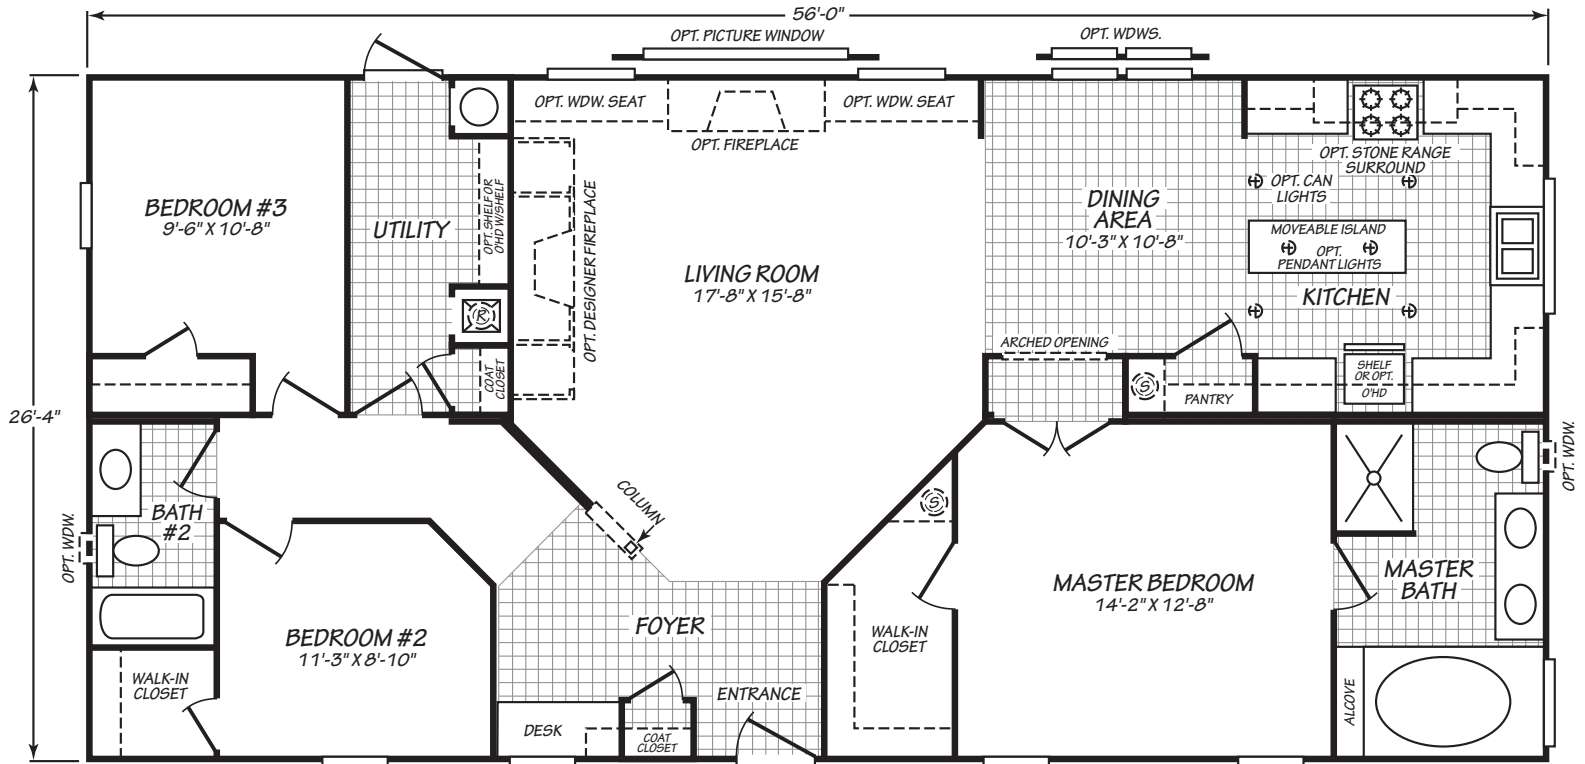 56'-0"
OPT. PICTURE WINDOW
OPT. WDWS.
OPT. WDW. SEAT
OPT. WDW. SEAT
OPT. FIREPLACE
OPT. STONE RANGE
SURROUND
OPT. CAN
LIGHTS
BEDROOM #3
9'-6" X 10'-8"
UTILITY
OPT. SHELF OR
O'HD W/SHELF
OPT. DESIGNER FIREPLACE
DINING
AREA
10'-3" X 10'-8"
MOVEABLE ISLAND
OPT.
PENDANT LIGHTS
KITCHEN
LIVING ROOM
17'-8" X 15'-8"
R
ARCHED OPENING
COAT
CLOSET
S
PANTRY
SHELF
OR OPT.
O'HD
26'-4"
OPT. WDW.
BATH
#2
OPT. WDW.
COLUMN
S
MASTER BEDROOM
14'-2" X 12'-8"
MASTER
BATH
FOYER
BEDROOM #2
11'-3" X 8'-10"
WALK-IN
CLOSET
WALK-IN
CLOSET
ENTRANCE
DESK
COAT
CLOSET
ALCOVE